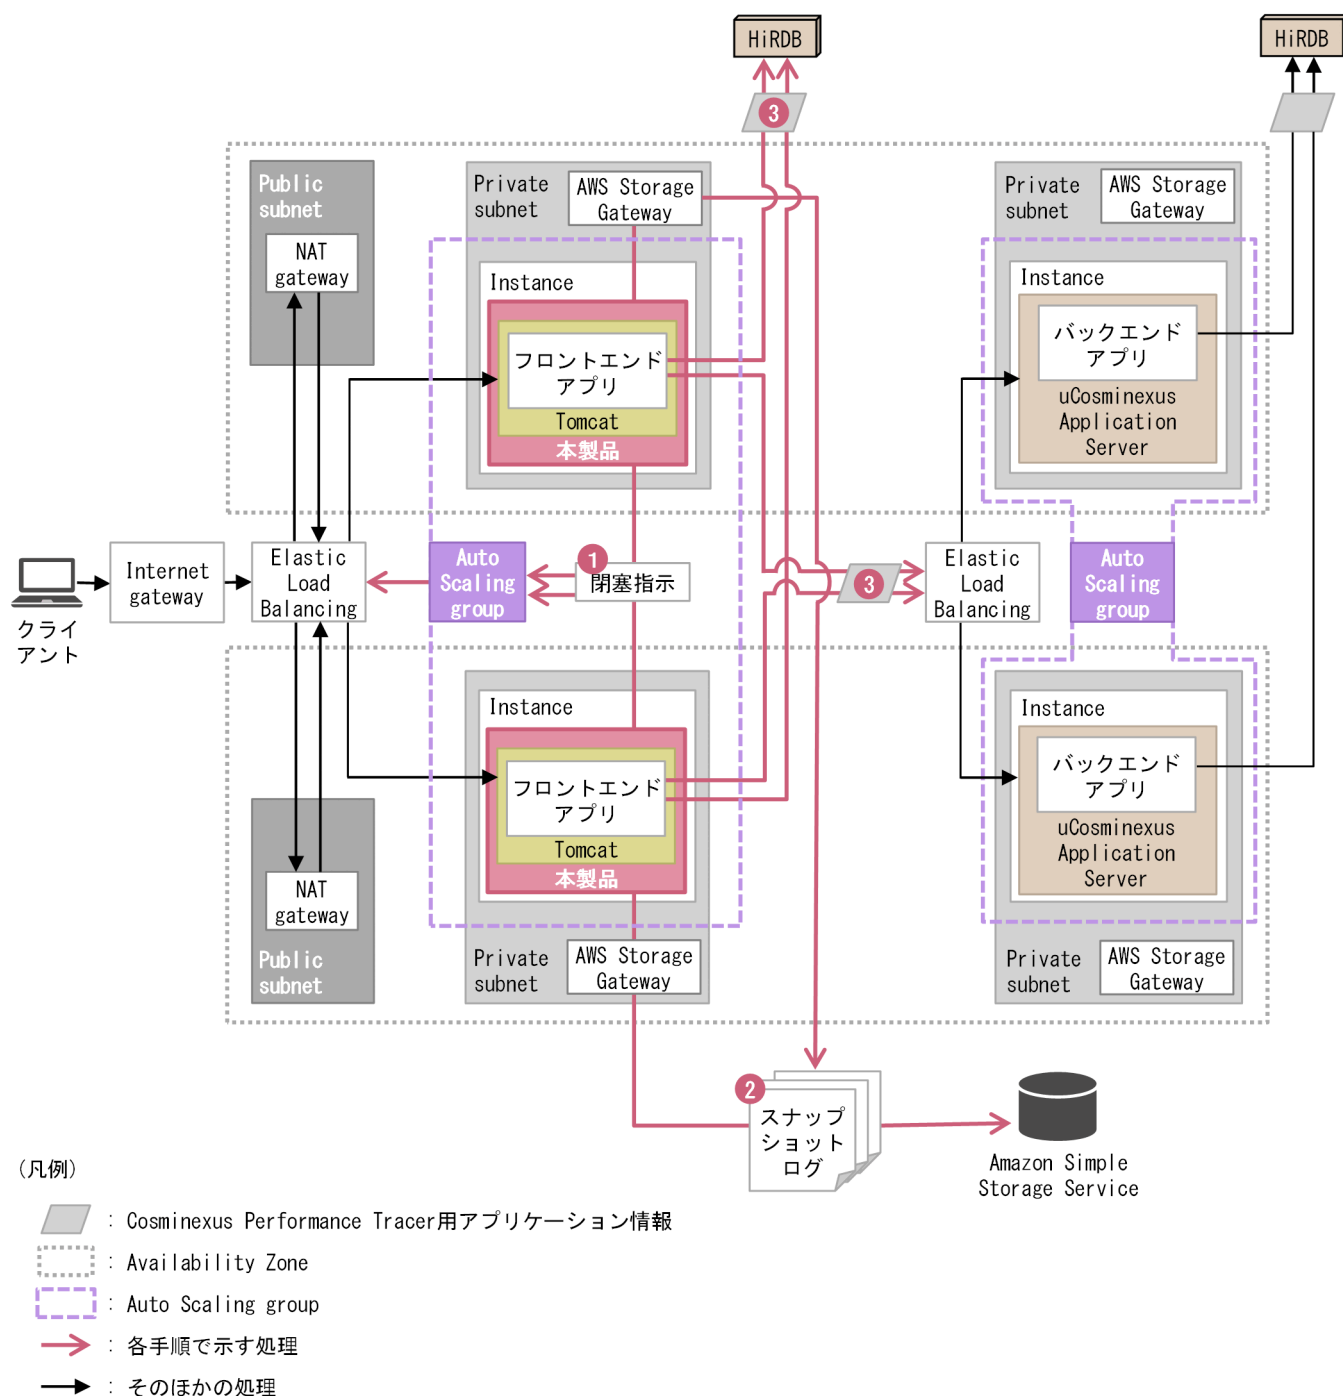 HiRDB
HiRDB
3
Public
subnet
NAT
gateway
Private
subnet
AWS Storage
Gateway
Instance
フロントエンド
アプリ
Tomcat
本製品
Private
subnet
AWS Storage
Gateway
Instance
バックエンド
アプリ
uCosminexus
Application
Server
クライ
アント
Internet
gateway
Elastic
Load
Balancing
Auto
Scaling
group
1
閉塞指示
3
Elastic
Load
Balancing
Auto
Scaling
group
Instance
フロントエンド
アプリ
Tomcat
本製品
Private
subnet
AWS Storage
Gateway
NAT
gateway
Public
subnet
Instance
バックエンド
アプリ
uCosminexus
Application
Server
Private
subnet
AWS Storage
Gateway
2
スナップ
ショット
ログ
Amazon Simple
Storage Service
(凡例)
: Cosminexus Performance Tracer用アプリケーション情報
: Availability Zone
: Auto Scaling group
: 各手順で示す処理
: そのほかの処理